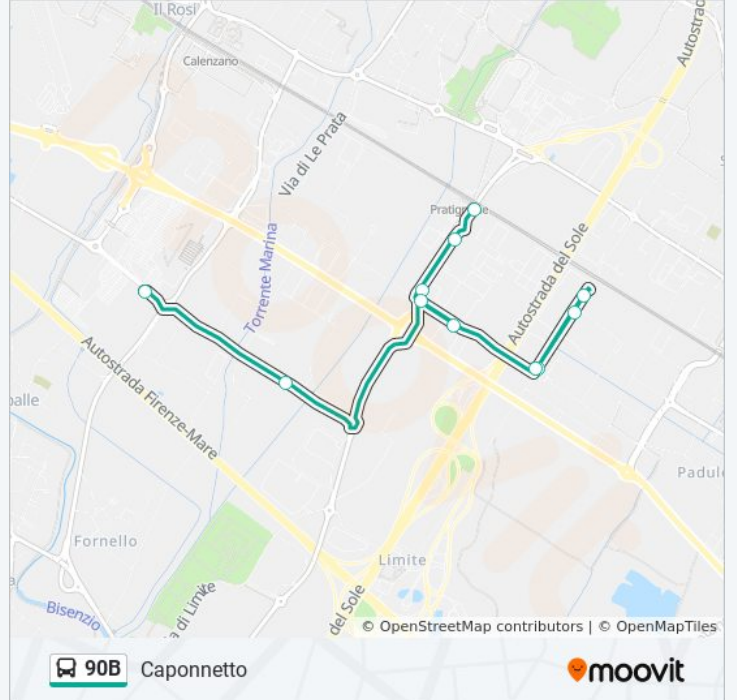 Il Rosi
Autostrada
Calenzano
Via di Le Prata
Pratignone
Torrente Marina
Autostrada del Sole
Autostrada Firenze-Mare
alle
Padule
Fornello
Limite
Bisenzio
a di Limite
del Sole
© OpenStreetMap contributors | © OpenMapTiles
90B Caponnetto
moovit